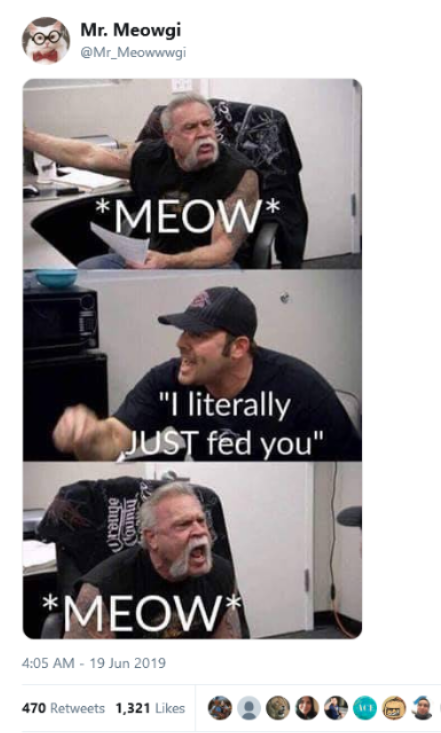 Mr. Meowgi
@Mr_Meowwwgi
*MEOW*
"I literally
JUST fed you"
*MEOW*
4:05 AM - 19 Jun 2019
470 Retweets 1,321 Likes